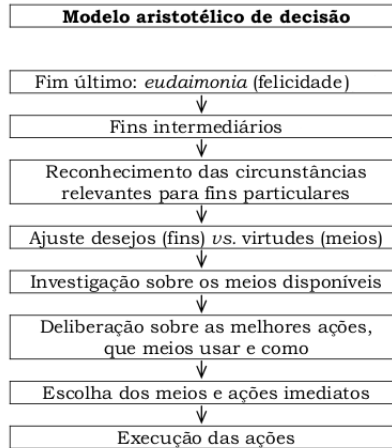 Modelo aristotélico de decisão
Fim último: eudaimonia (felicidade)
Fins intermediários
Reconhecimento das circunstâncias
relevantes para fins particulares
Ajuste desejos (fins) vs. virtudes (meios)
Investigação sobre os meios disponíveis
Deliberação sobre as melhores ações,
que meios usar e como
Escolha dos meios e ações imediatos
Execução das ações